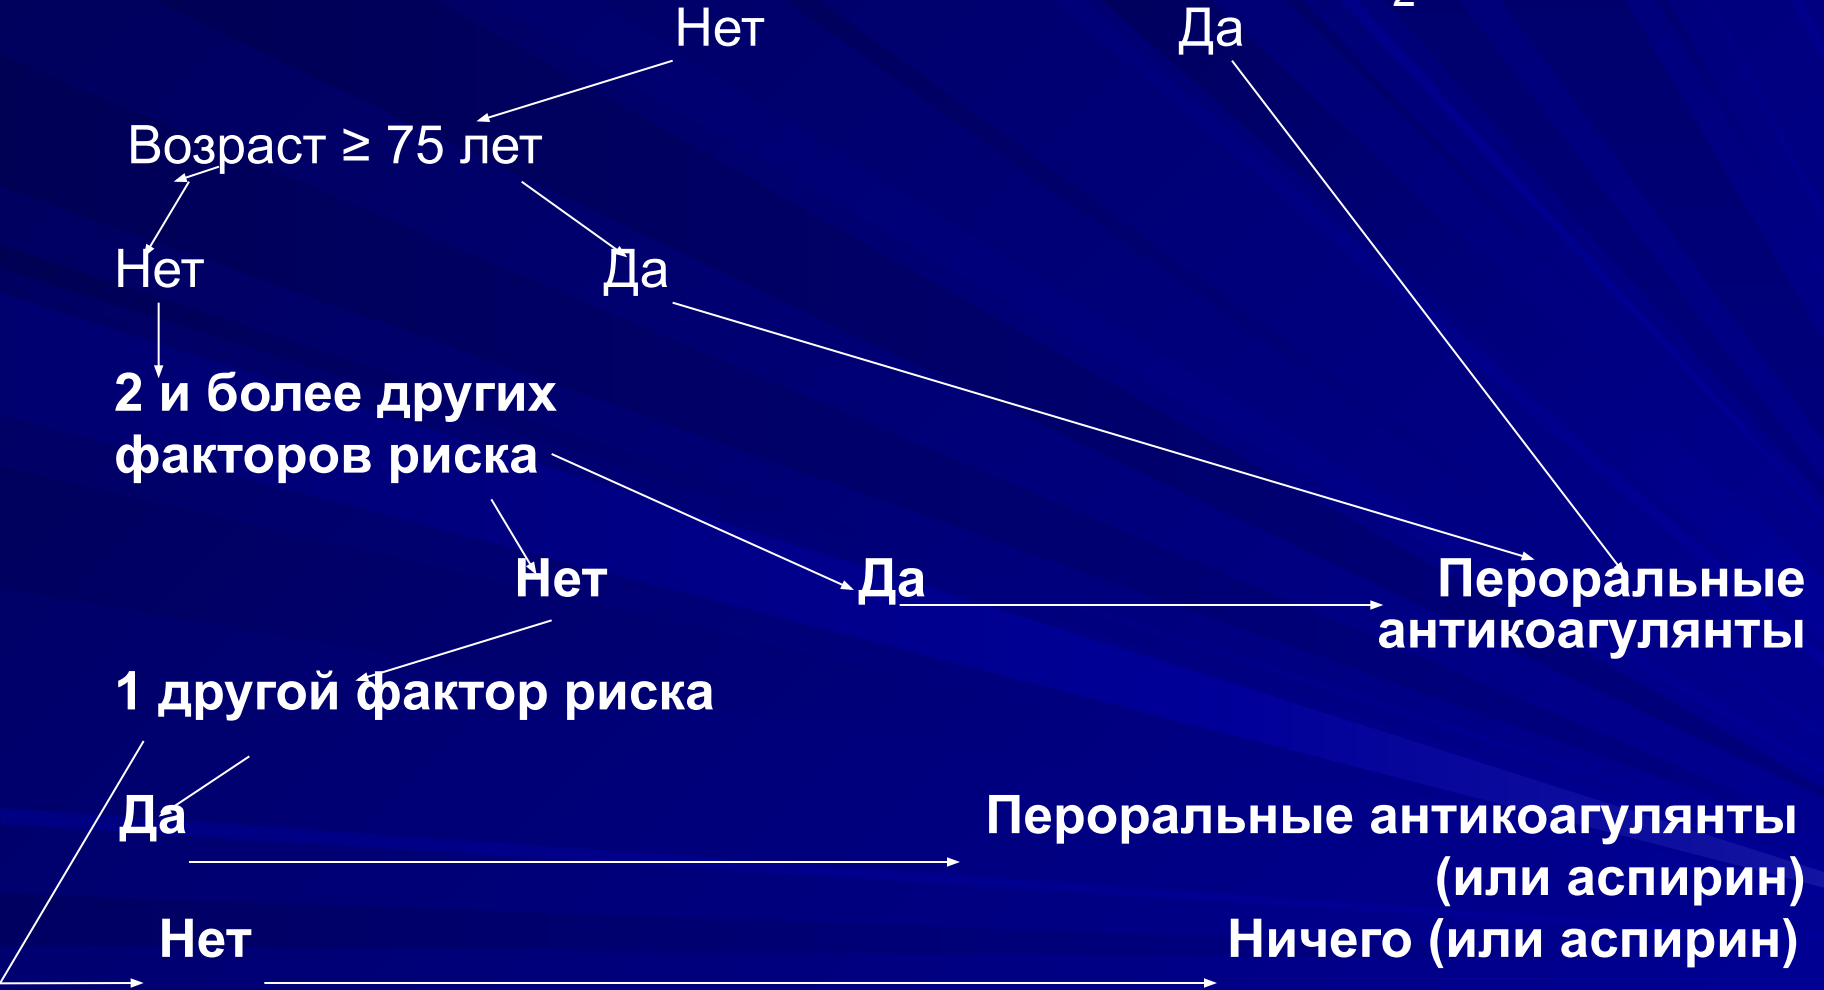 Нет Да
Возраст ≥ 75 лет
Нет Да
2 и более других
факторов риска
Нет Да Пероральные
антикоагулянты
1 другой фактор риска
Да Пероральные антикоагулянты
(или аспирин)
Нет Ничего (или аспирин)